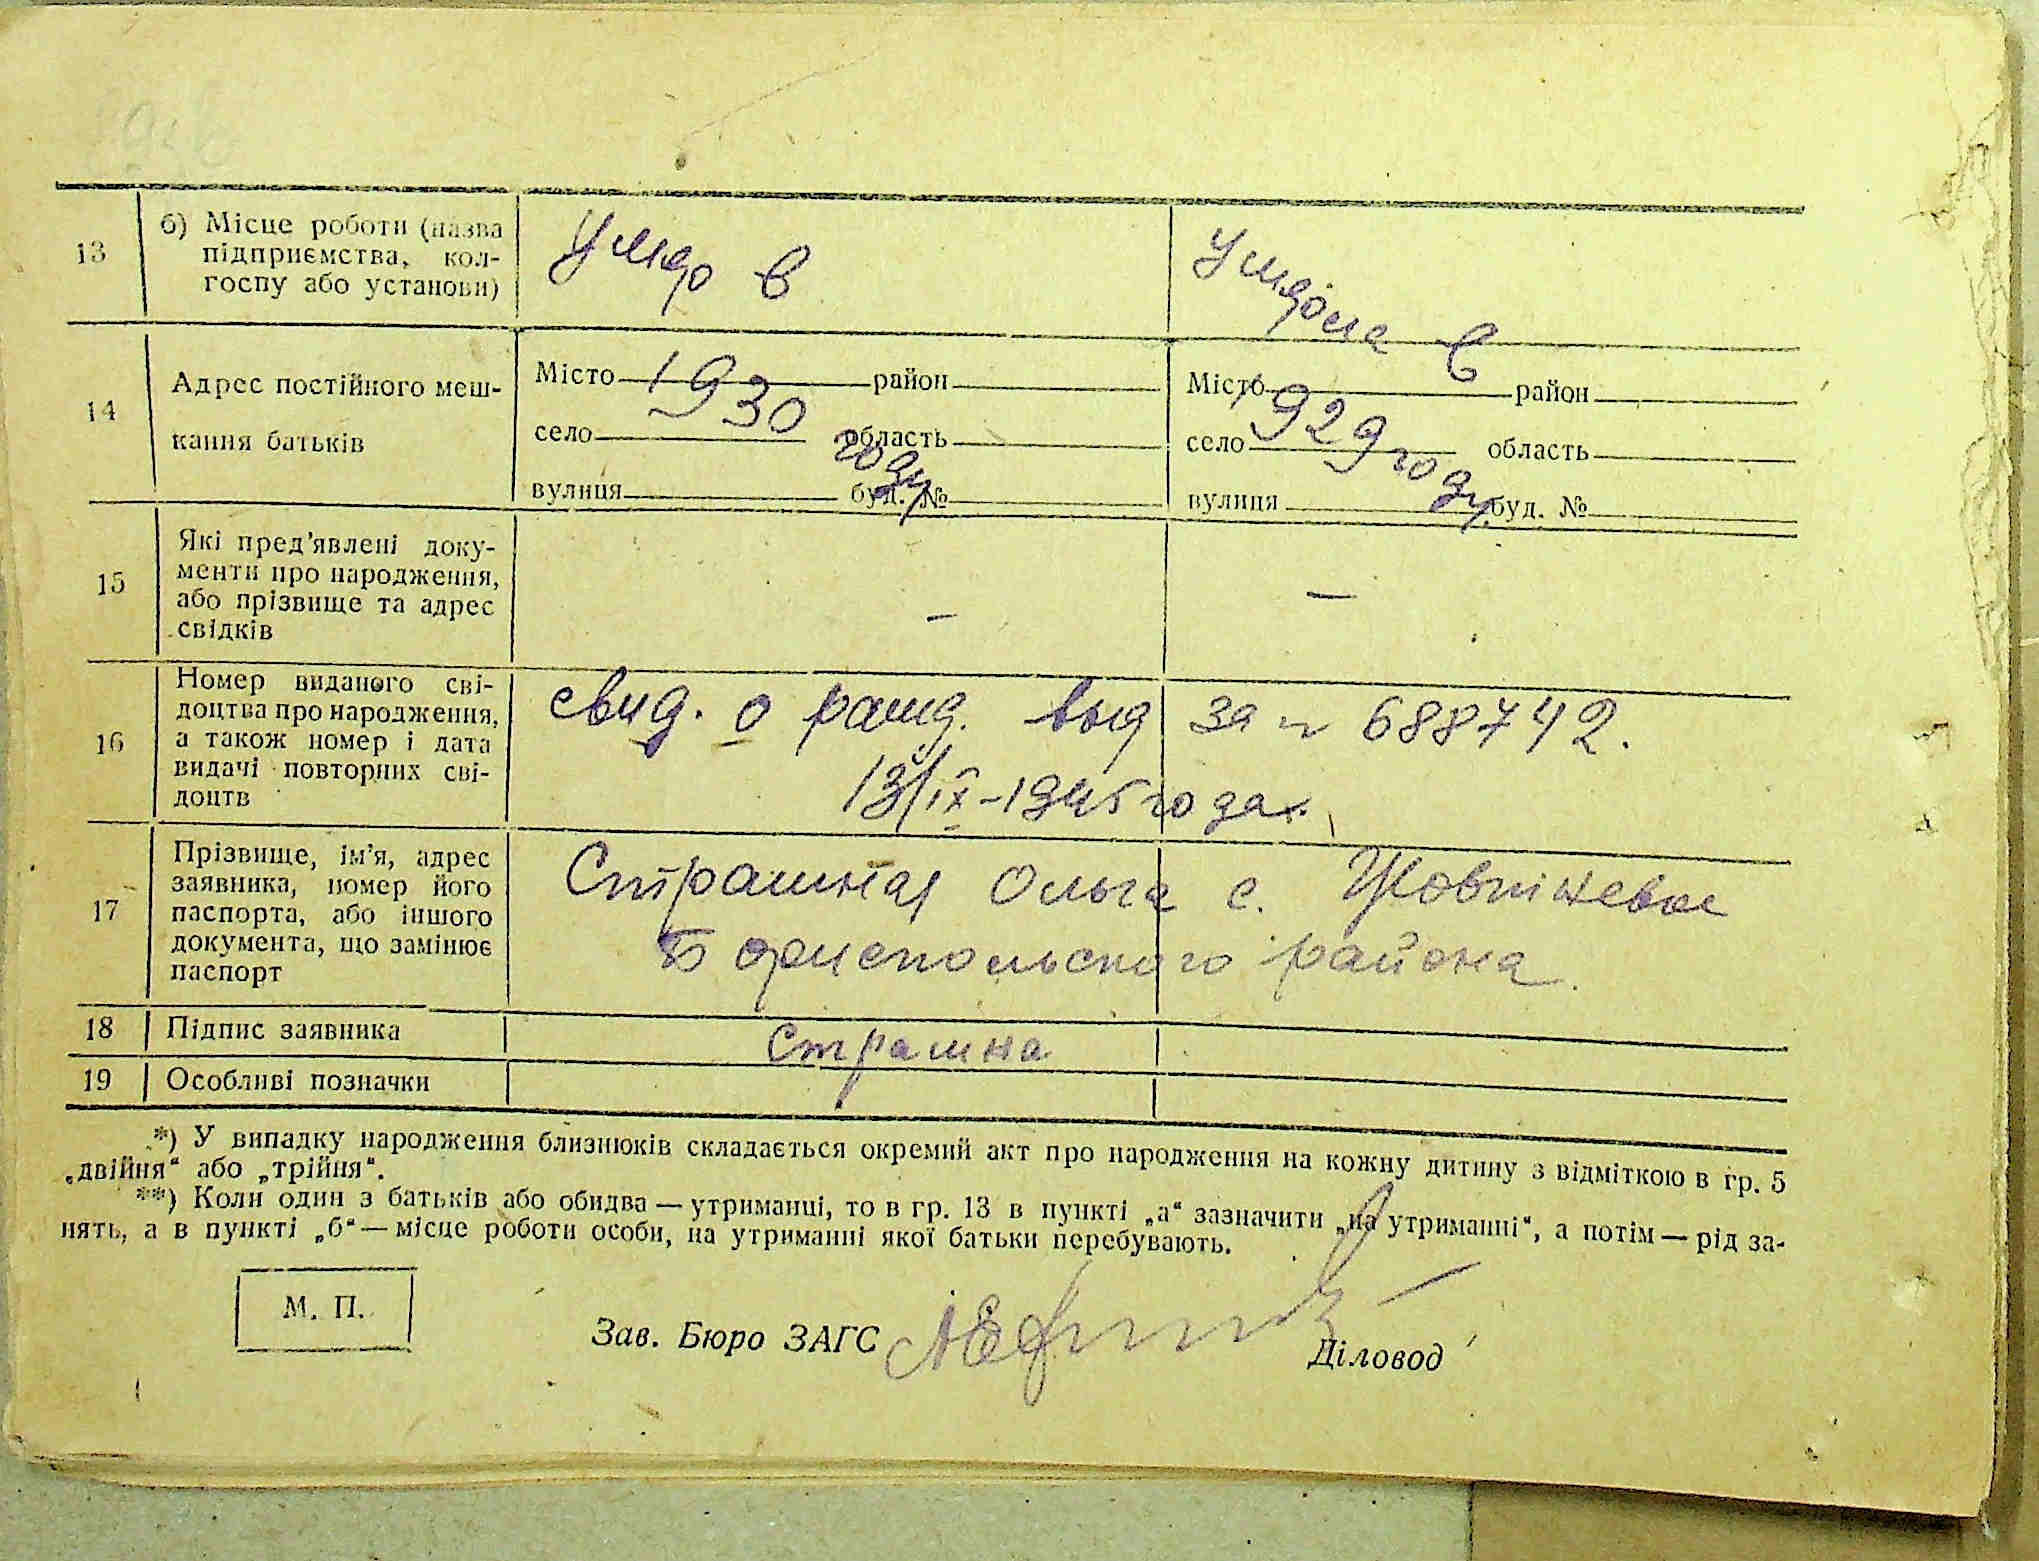 13
б) Місце роботи (назва
підприємства, кол-
госпу або установи)
умер в
умерла в
14
Адрес постійного меш-
кання батьків
Місто 1930 район
село область
году
вулиця буд. №
Місто 1929 район
село область
году.
вулиця буд. №
15
Які пред'явлені доку-
менти про народження,
або прізвище та адрес
свідків
—
—
16
Номер виданого сві-
доцтва про народження,
а також номер і дата
видачі повторних сві-
доцтв
свид. о рожд. выд за № 688742.
13/IX-1945 года.
17
Прізвище, ім'я, адрес
заявника, номер його
паспорта, або іншого
документа, що замінює
паспорт
Страшная Ольга с.
Бориспольского района.
18
Підпис заявника
Страшна
19
Особливі позначки
*) У випадку народження близнюків складається окремий акт про народження на кожну дитину з відміткою в гр. 5
„двійня“ або „трійня“.
**) Коли один з батьків або обидва — утриманці, то в гр. 13 в пункті „а“ зазначити „на утриманні“, а потім — рід за-
нять, а в пункті „б“ — місце роботи особи, на утриманні якої батьки перебувають.
М. П.
Зав. Бюро ЗАГС
Діловод